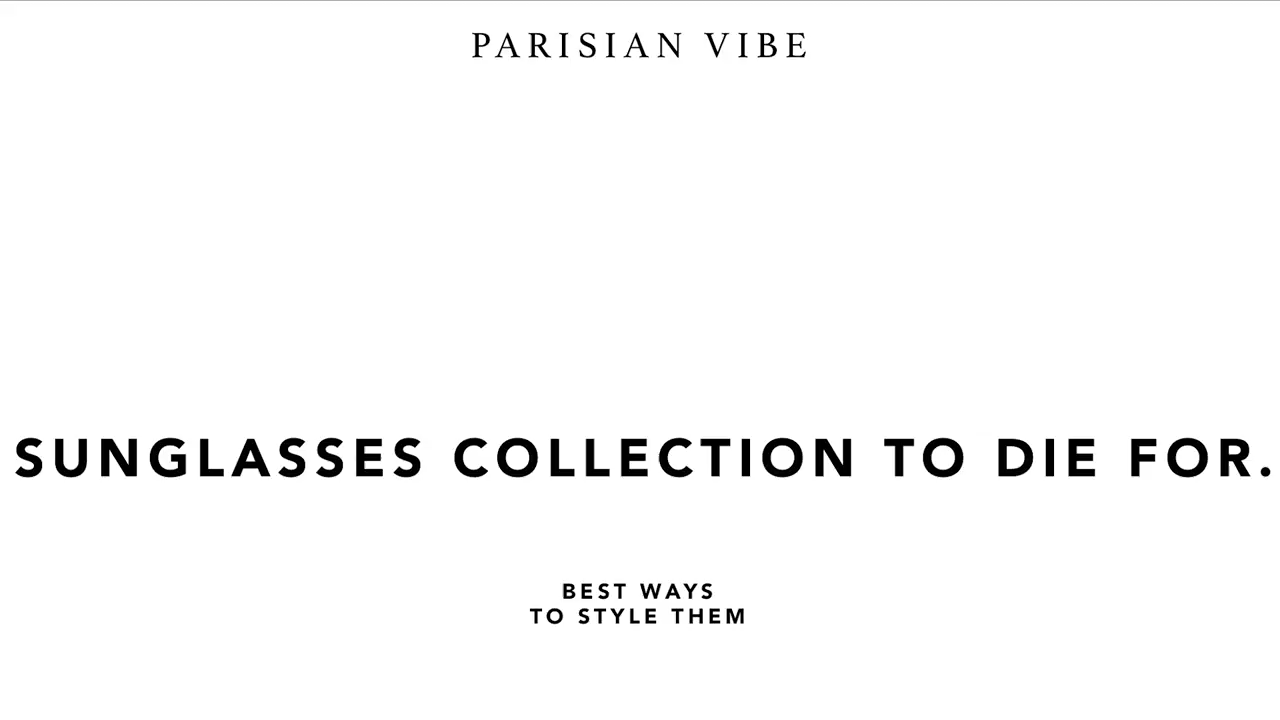 PARISIAN VIBE
SUNGLASSES COLLECTION TO DIE FOR.
BEST WAYS
TO STYLE THEM